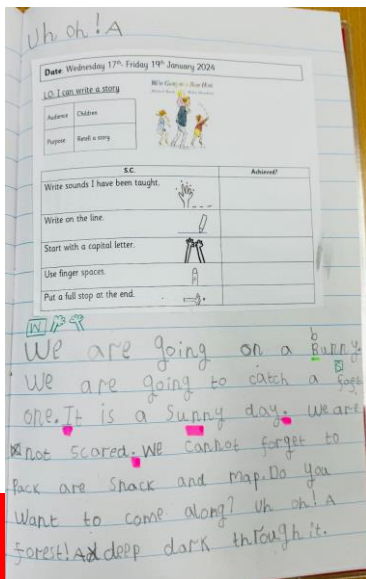 Uh oh! A
Date: Wednesday 17th- Friday 19th January 2024
L.O. I can write a story
We're Going on a Bear Hunt
Audience Children
Purpose Retell a story
S.C. Achieved?
Write sounds I have been taught.
Write on the line.
Start with a capital letter.
Use finger spaces.
Put a full stop at the end.
W
b
We are going on a Bunny.
We are going to catch a
one. It is a Sunny day. We are
not scared. We cannot forget to
Pack are Snack and map. Do you
Want to come along? Uh oh! A
forest! A deep dark through it.